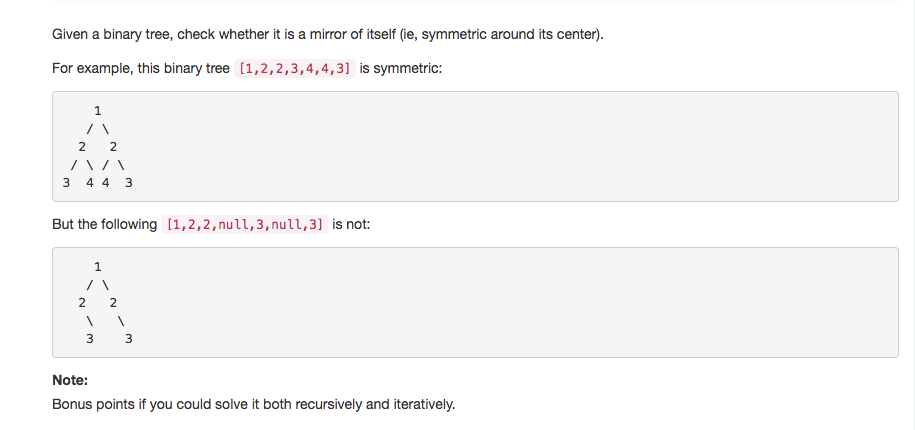 Given a binary tree, check whether it is a mirror of itself (ie, symmetric around its center).
For example, this binary tree [1,2,2,3,4,4,3] is symmetric:
    1
   / \
  2   2
 / \ / \
3  4 4  3
But the following [1,2,2,null,3,null,3] is not:
    1
   / \
  2   2
   \   \
   3    3
Note:
Bonus points if you could solve it both recursively and iteratively.